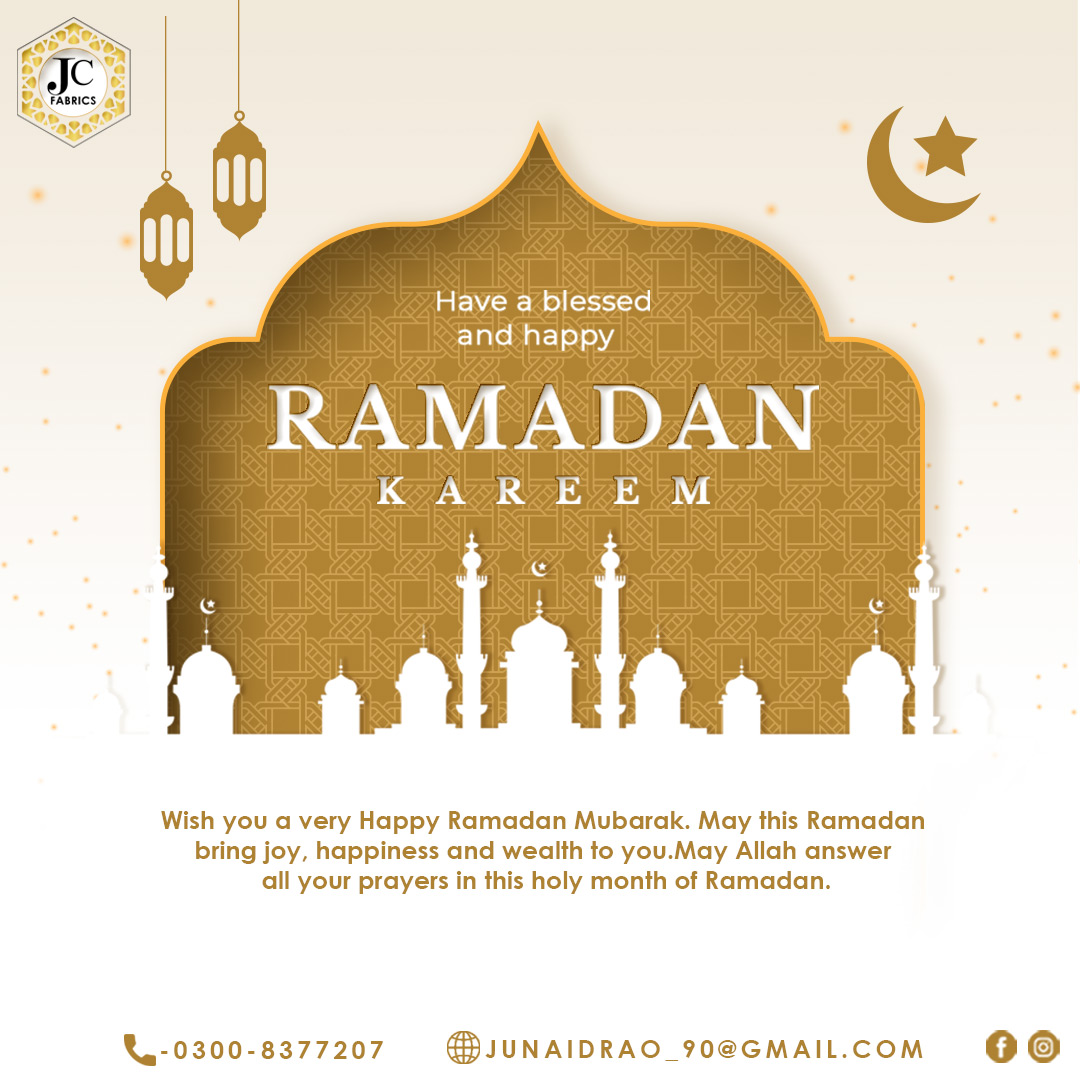 JC
FABRICS
Have a blessed
and happy
RAMADAN
KAREEM
Wish you a very Happy Ramadan Mubarak. May this Ramadan
bring joy, happiness and wealth to you.May Allah answer
all your prayers in this holy month of Ramadan.
-0300-8377207
JUNAIDRAO_90@GMAIL.COM